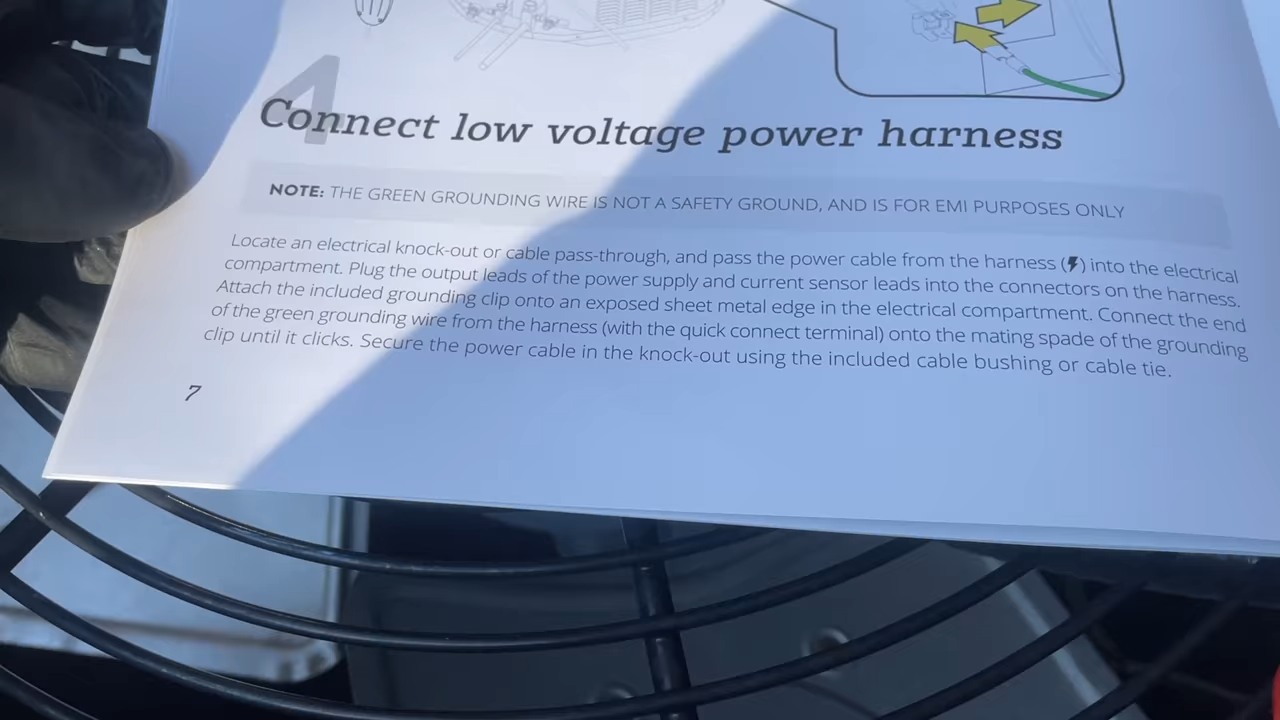 4
Connect low voltage power harness
NOTE: THE GREEN GROUNDING WIRE IS NOT A SAFETY GROUND, AND IS FOR EMI PURPOSES ONLY
Locate an electrical knock-out or cable pass-through, and pass the power cable from the harness (⚡) into the electrical
compartment. Plug the output leads of the power supply and current sensor leads into the connectors on the harness.
Attach the included grounding clip onto an exposed sheet metal edge in the electrical compartment. Connect the end
of the green grounding wire from the harness (with the quick connect terminal) onto the mating spade of the grounding
clip until it clicks. Secure the power cable in the knock-out using the included cable bushing or cable tie.
7